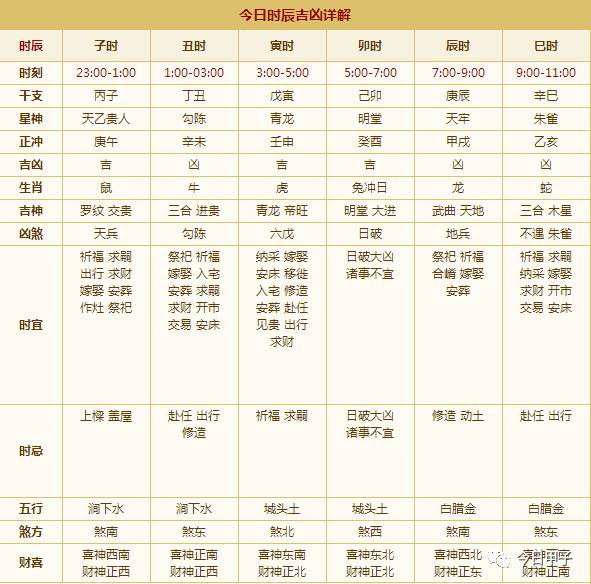 今日时辰吉凶详解
时辰 子时 丑时 寅时 卯时 辰时 巳时
时刻 23:00-1:00 1:00-03:00 3:00-5:00 5:00-7:00 7:00-9:00 9:00-11:00
干支 丙子 丁丑 戊寅 己卯 庚辰 辛巳
星神 天乙贵人 勾陈 青龙 明堂 天牢 朱雀
正冲 庚午 辛未 壬申 癸酉 甲戌 乙亥
吉凶 吉 凶 吉 吉 凶 凶
生肖 鼠 牛 虎 兔冲日 龙 蛇
吉神 罗纹 交贵 三合 进贵 青龙 帝旺 明堂 大进 武曲 天地 三合 木星
凶煞 天兵 勾陈 六戊 日破 地兵 不遇 朱雀
时宜
祈福 求嗣
出行 求财
嫁娶 安葬
作灶 祭祀
祭祀 祈福
嫁娶 入宅
安葬 求嗣
求财 开市
交易 安床
纳采 嫁娶
安床 移徙
入宅 修造
安葬 赴任
见贵 出行
求财
日破大凶
诸事不宜
祭祀 祈福
合嵴 嫁娶
安葬
祈福 求嗣
纳采 嫁娶
求财 开市
交易 安床
时忌
上樑 盖屋
赴任 出行
修造
祈福 求嗣
日破大凶
诸事不宜
修造 动土
赴任 出行
五行 涧下水 涧下水 城头土 城头土 白腊金 白腊金
煞方 煞南 煞东 煞北 煞西 煞南 煞东
财喜
喜神西南
财神正西
喜神正南
财神正西
喜神东南
财神正北
喜神东北
财神正北
喜神西北
财神正东
喜神西南
财神正南
今日甲子